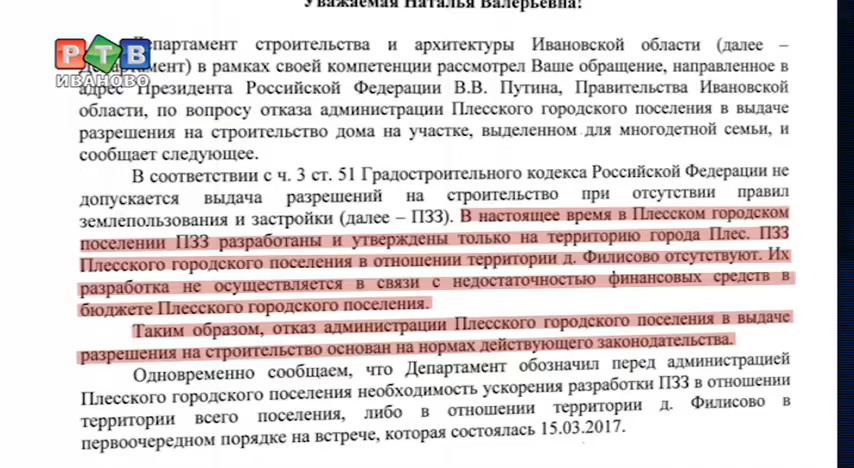 Уважаемая Наталья Валерьевна!
РТВ
ИВАНОВО
Департамент строительства и архитектуры Ивановской области (далее –
Департамент) в рамках своей компетенции рассмотрел Ваше обращение, направленное в
адрес Президента Российской Федерации В.В. Путина, Правительства Ивановской
области, по вопросу отказа администрации Плесского городского поселения в выдаче
разрешения на строительство дома на участке, выделенном для многодетной семьи, и
сообщает следующее.
В соответствии с ч. 3 ст. 51 Градостроительного кодекса Российской Федерации не
допускается выдача разрешений на строительство при отсутствии правил
землепользования и застройки (далее – ПЗЗ). В настоящее время в Плесском городском
поселении ПЗЗ разработаны и утверждены только на территорию города Плес. ПЗЗ
Плесского городского поселения в отношении территории д. Филисово отсутствуют. Их
разработка не осуществляется в связи с недостаточностью финансовых средств в
бюджете Плесского городского поселения.
Таким образом, отказ администрации Плесского городского поселения в выдаче
разрешения на строительство основан на нормах действующего законодательства.
Одновременно сообщаем, что Департамент обозначил перед администрацией
Плесского городского поселения необходимость ускорения разработки ПЗЗ в отношении
территории всего поселения, либо в отношении территории д. Филисово в
первоочередном порядке на встрече, которая состоялась 15.03.2017.